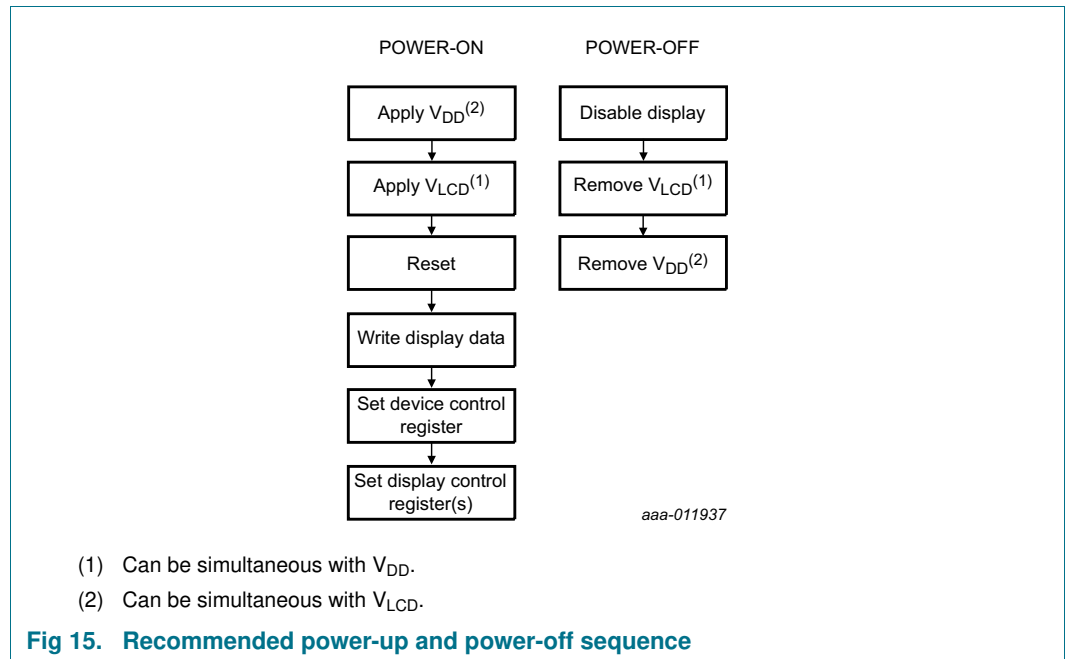 POWER-ON
Apply VDD(2)
Apply VLCD(1)
Reset
Write display data
Set device control
register
Set display control
register(s)
POWER-OFF
Disable display
Remove VLCD(1)
Remove VDD(2)
aaa-011937
(1) Can be simultaneous with VDD.
(2) Can be simultaneous with VLCD.
Fig 15. Recommended power-up and power-off sequence